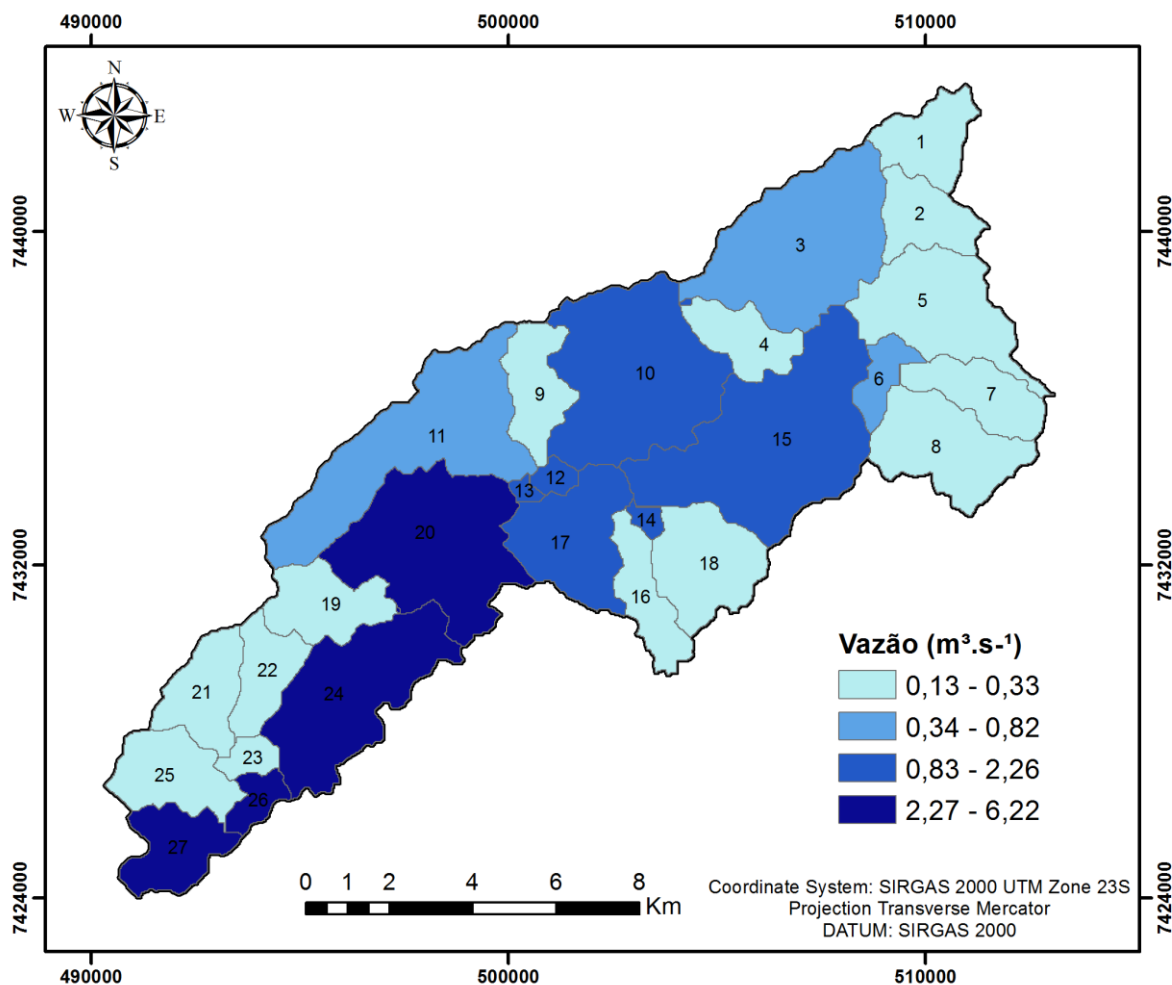 490000 500000 510000
N
W E
S
7440000 7440000
7432000 7432000
7424000 7424000
1
2
3
5
4
6
10
7
9
11
15
8
12
13
14
20
17
18
16
19
22
21
24
23
25
26
27
Vazão (m³.s-¹)
0,13 - 0,33
0,34 - 0,82
0,83 - 2,26
2,27 - 6,22
0 1 2 4 6 8
Km
Coordinate System: SIRGAS 2000 UTM Zone 23S
Projection Transverse Mercator
DATUM: SIRGAS 2000
490000 500000 510000